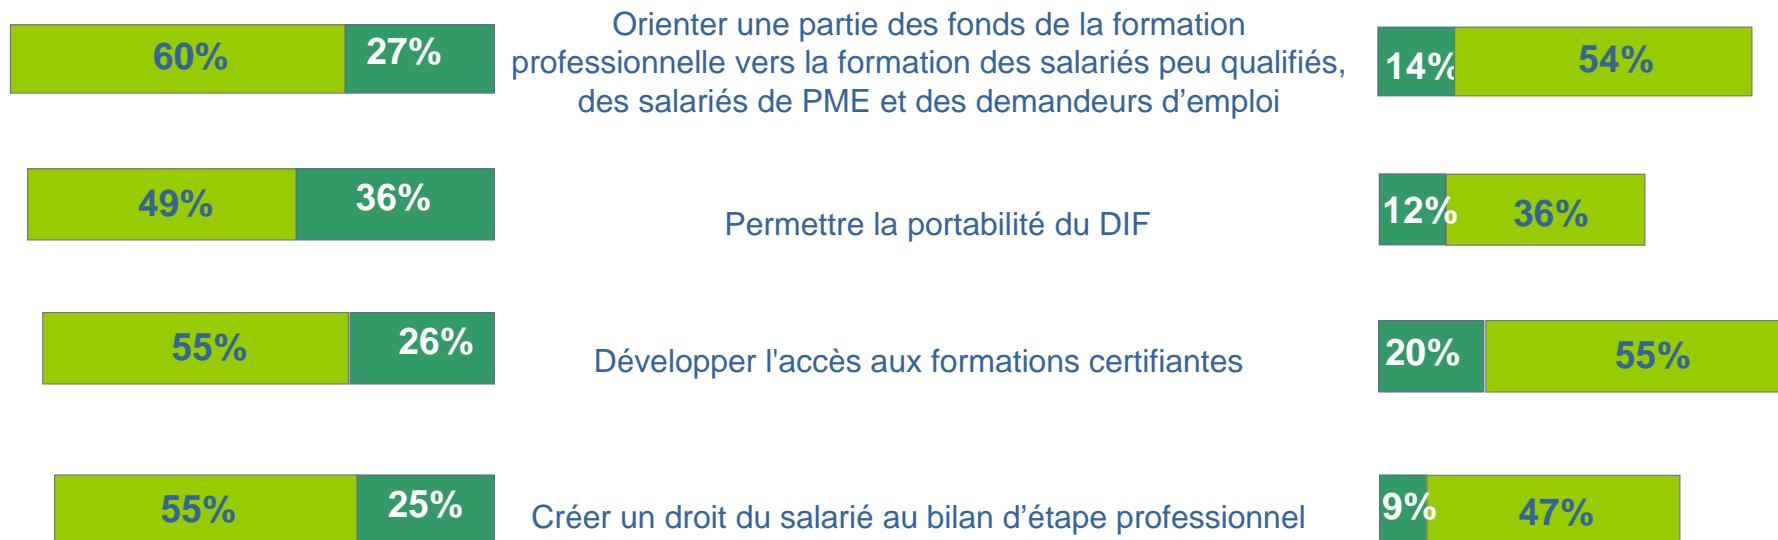 Orienter une partie des fonds de la formation
60% 27% professionnelle vers la formation des salariés peu qualifiés, 14% 54%
des salariés de PME et des demandeurs d’emploi
49% 36% Permettre la portabilité du DIF 12% 36%
55% 26% Développer l'accès aux formations certifiantes 20% 55%
55% 25% Créer un droit du salarié au bilan d’étape professionnel 9% 47%